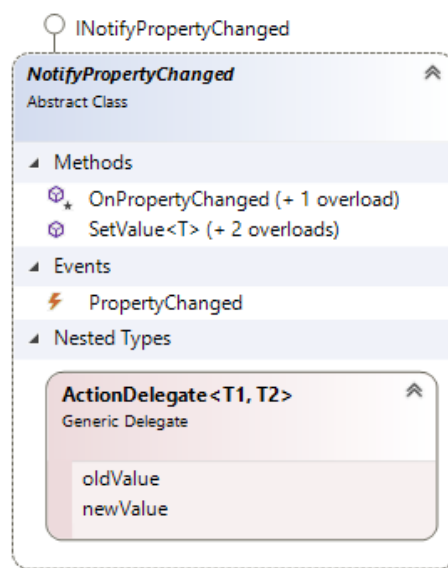 INotifyPropertyChanged
NotifyPropertyChanged
Abstract Class
Methods
OnPropertyChanged (+ 1 overload)
SetValue<T> (+ 2 overloads)
Events
PropertyChanged
Nested Types
ActionDelegate<T1, T2>
Generic Delegate
oldValue
newValue